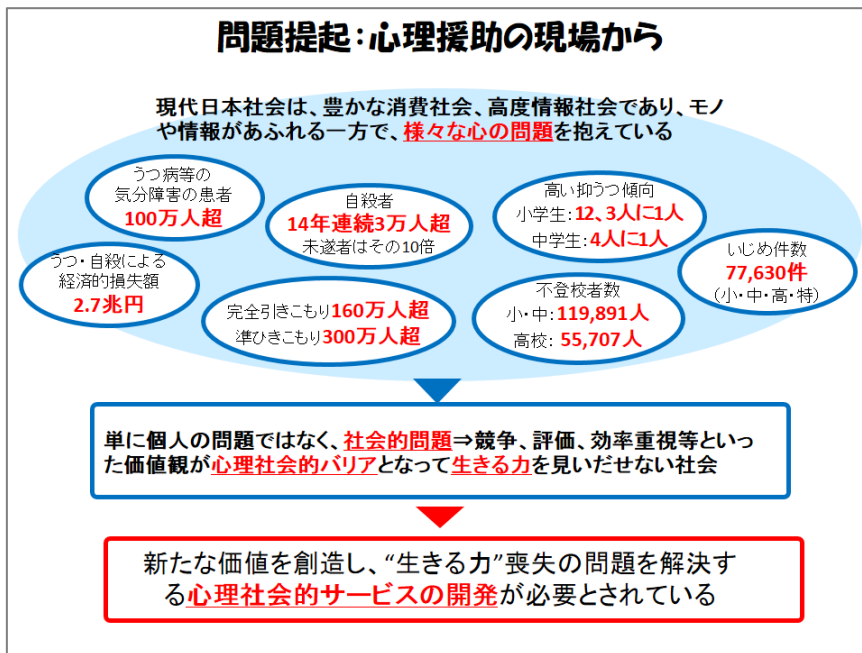 問題提起：心理援助の現場から
現代日本社会は、豊かな消費社会、高度情報社会であり、モノ
や情報があふれる一方で、様々な心の問題を抱えている
うつ病等の
気分障害の患者
100万人超
自殺者
14年連続3万人超
未遂者はその10倍
高い抑うつ傾向
小学生：12、3人に1人
中学生：4人に1人
いじめ件数
77,630件
（小・中・高・特）
うつ・自殺による
経済的損失額
2.7兆円
完全引きこもり160万人超
準ひきこもり300万人超
不登校者数
小・中：119,891人
高校： 55,707人
単に個人の問題ではなく、社会的問題⇒競争、評価、効率重視等といっ
た価値観が心理社会的バリアとなって生きる力を見いだせない社会
新たな価値を創造し、“生きる力”喪失の問題を解決す
る心理社会的サービスの開発が必要とされている